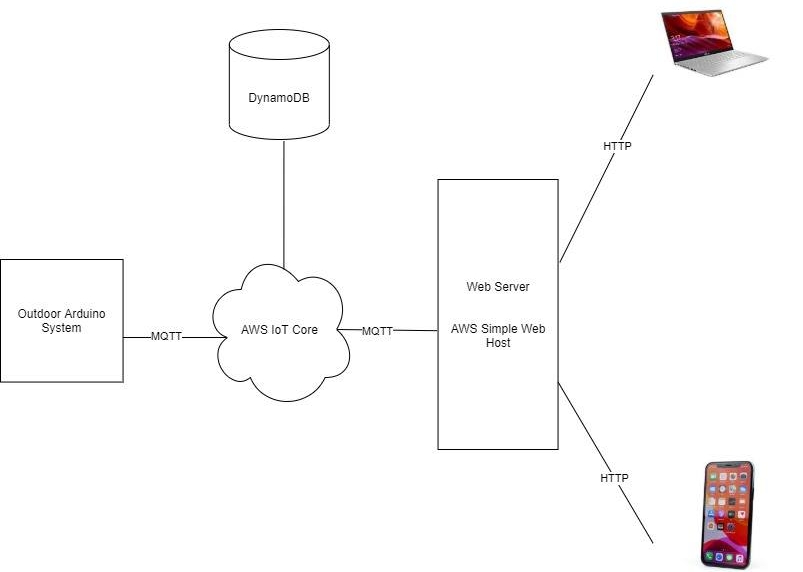 DynamoDB
HTTP
Web Server
Outdoor Arduino
System
AWS IoT Core
AWS Simple Web
Host
MQTT
MQTT
HTTP